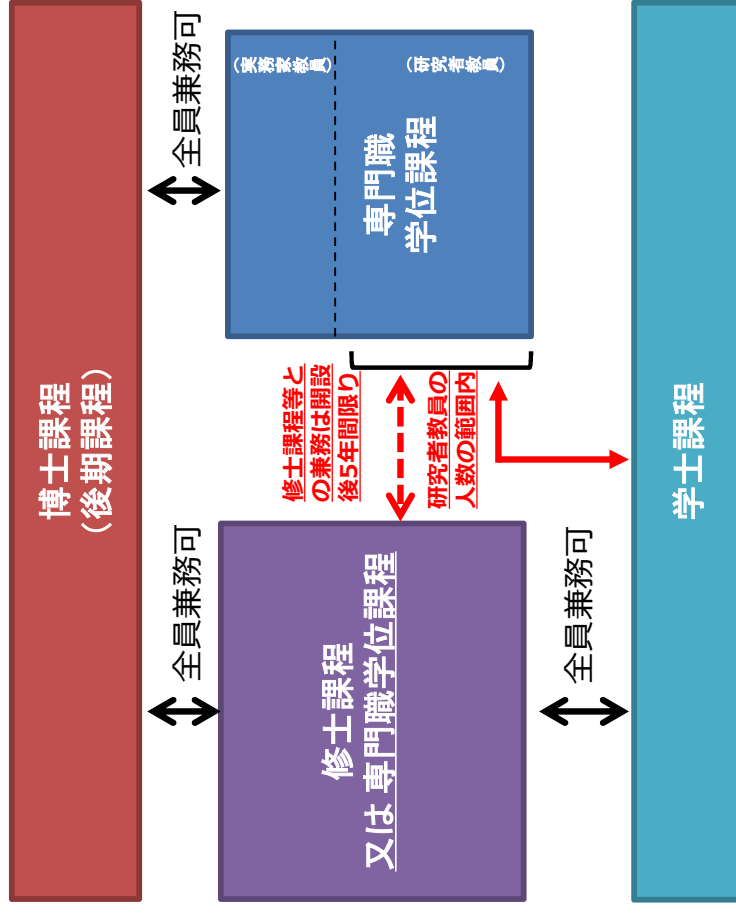 博士課程
（後期課程）
全員兼務可
全員兼務可
修士課程
又は 専門職学位課程
修士課程等と
の兼務は開設
後5年間限り
研究者教員の
人数の範囲内
（実務家教員）
（研究者教員）
専門職
学位課程
全員兼務可
学士課程